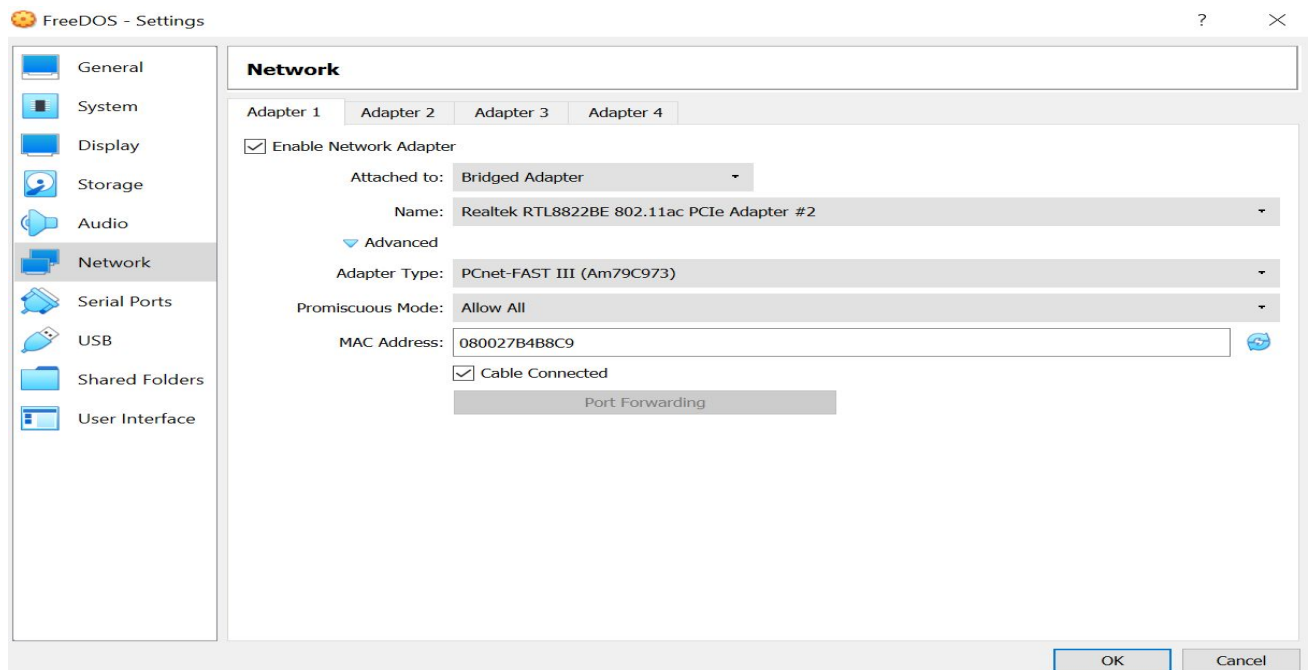 FreeDOS - Settings ?
General
System
Display
Storage
Audio
Network
Serial Ports
USB
Shared Folders
User Interface
Network
Adapter 1 Adapter 2 Adapter 3 Adapter 4
Enable Network Adapter
Attached to: Bridged Adapter
Name: Realtek RTL8822BE 802.11ac PCIe Adapter #2
Advanced
Adapter Type: PCnet-FAST III (Am79C973)
Promiscuous Mode: Allow All
MAC Address: 080027B4B8C9
Cable Connected
Port Forwarding
OK Cancel